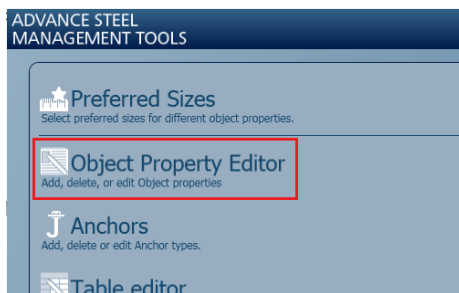 ADVANCE STEEL
MANAGEMENT TOOLS
Preferred Sizes
Select preferred sizes for different object properties.
Object Property Editor
Add, delete, or edit Object properties
Anchors
Add, delete or edit Anchor types.
Table editor